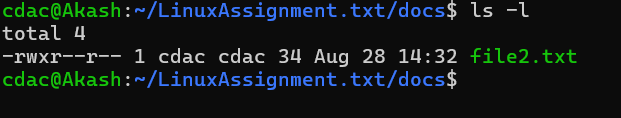 cdac@Akash:~/LinuxAssignment.txt/docs$ ls -l
total 4
-rwxr--r-- 1 cdac cdac 34 Aug 28 14:32 file2.txt
cdac@Akash:~/LinuxAssignment.txt/docs$